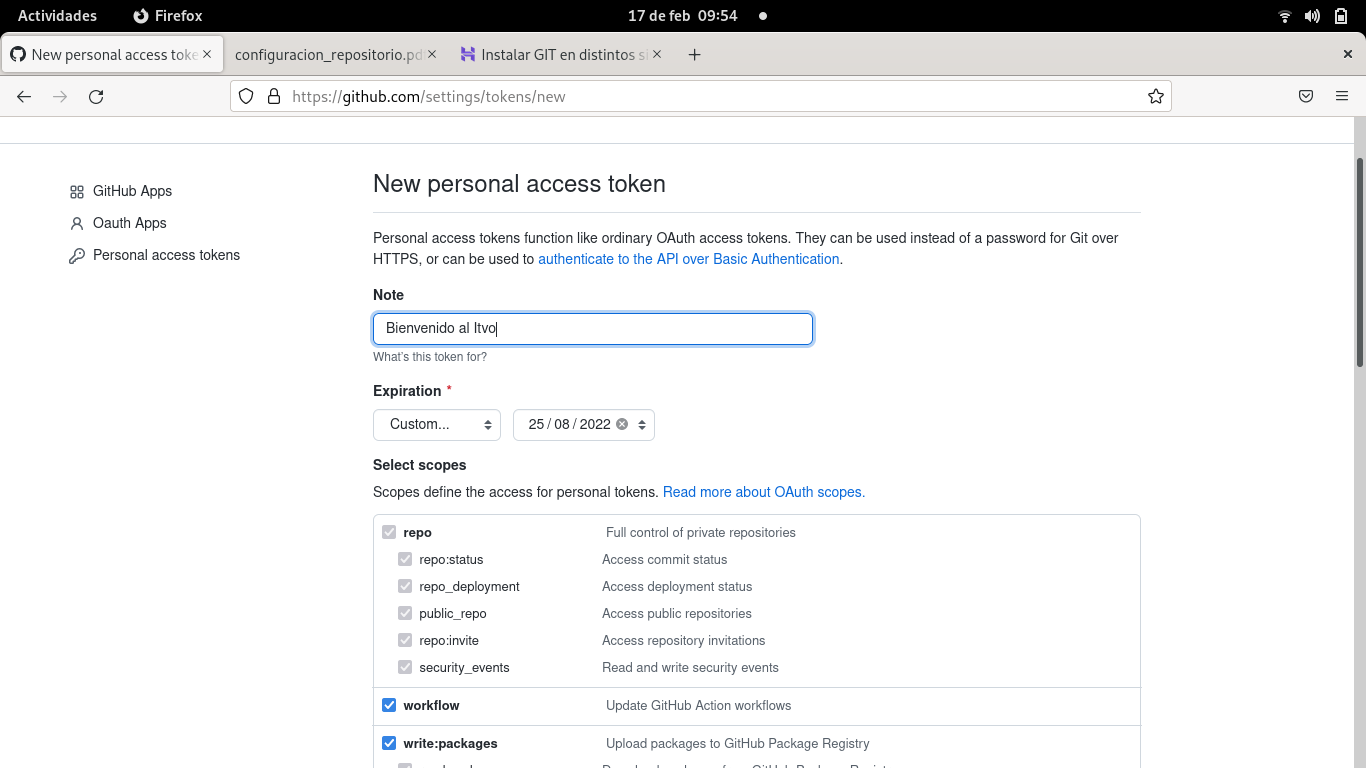 Actividades Firefox 17 de feb 09:54
New personal access toke configuracion_repositorio.pd Instalar GIT en distintos si
https://github.com/settings/tokens/new
GitHub Apps
Oauth Apps
Personal access tokens
New personal access token
Personal access tokens function like ordinary OAuth access tokens. They can be used instead of a password for Git over
HTTPS, or can be used to authenticate to the API over Basic Authentication.
Note
Bienvenido al Itvo
What's this token for?
Expiration *
Custom... 25 / 08 / 2022
Select scopes
Scopes define the access for personal tokens. Read more about OAuth scopes.
repo Full control of private repositories
repo:status Access commit status
repo_deployment Access deployment status
public_repo Access public repositories
repo:invite Access repository invitations
security_events Read and write security events
workflow Update GitHub Action workflows
write:packages Upload packages to GitHub Package Registry